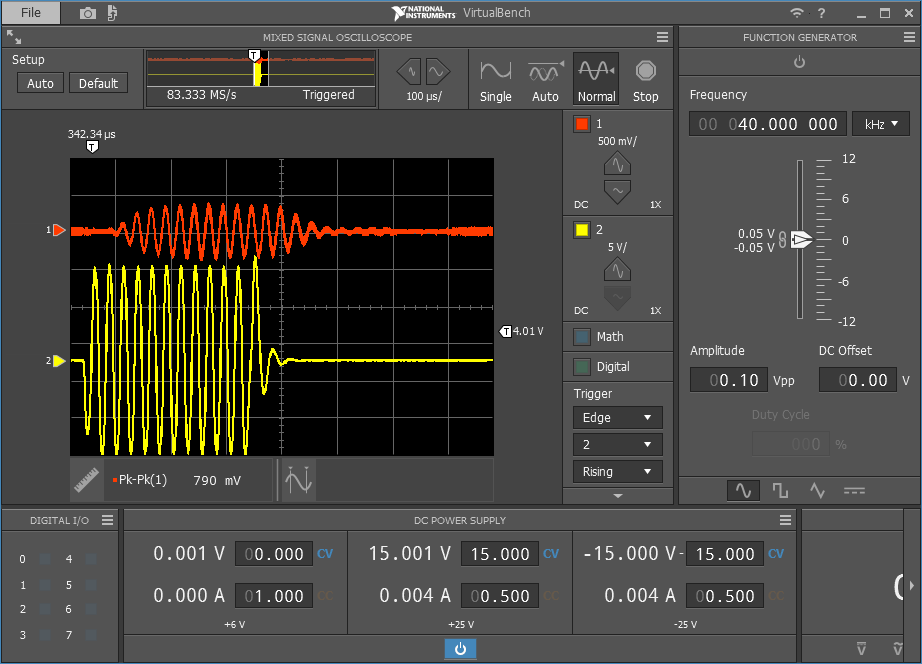 File
NATIONAL INSTRUMENTS VirtualBench
?
MIXED SIGNAL OSCILLOSCOPE
Setup
Auto Default
T
83.333 MS/s Triggered
100 µs/
Single Auto Normal Stop
342.34 µs
T
1
2
T 4.01 V
1
500 mV/
DC 1X
2
5 V/
DC 1X
Math
Digital
Trigger
Edge
2
Rising
Pk-Pk(1) 790 mV
FUNCTION GENERATOR
Frequency
00 040.000 000 kHz
12
6
0.05 V
-0.05 V
0
-6
-12
Amplitude DC Offset
00.10 Vpp 00.00 V
Duty Cycle
000 %
DIGITAL I/O
0 4
1 5
2 6
3 7
DC POWER SUPPLY
0.001 V 00.000 CV
0.000 A 01.000 CC
+6 V
15.001 V 15.000 CV
0.004 A 00.500 CC
+25 V
-15.000 V - 15.000 CV
0.004 A 00.500 CC
-25 V
V